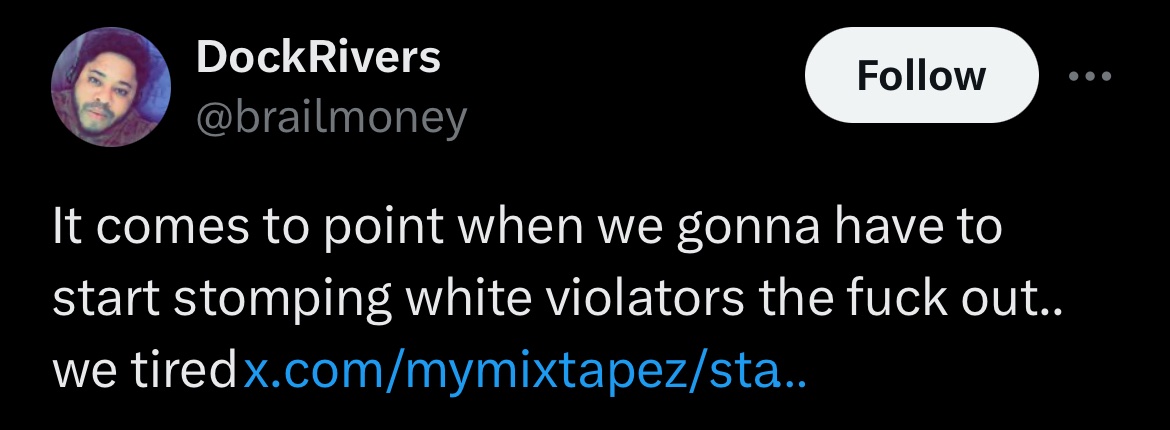 DockRivers
@brailmoney
Follow
It comes to point when we gonna have to
start stomping white violators the fuck out..
we tired x.com/mymixtapez/sta...